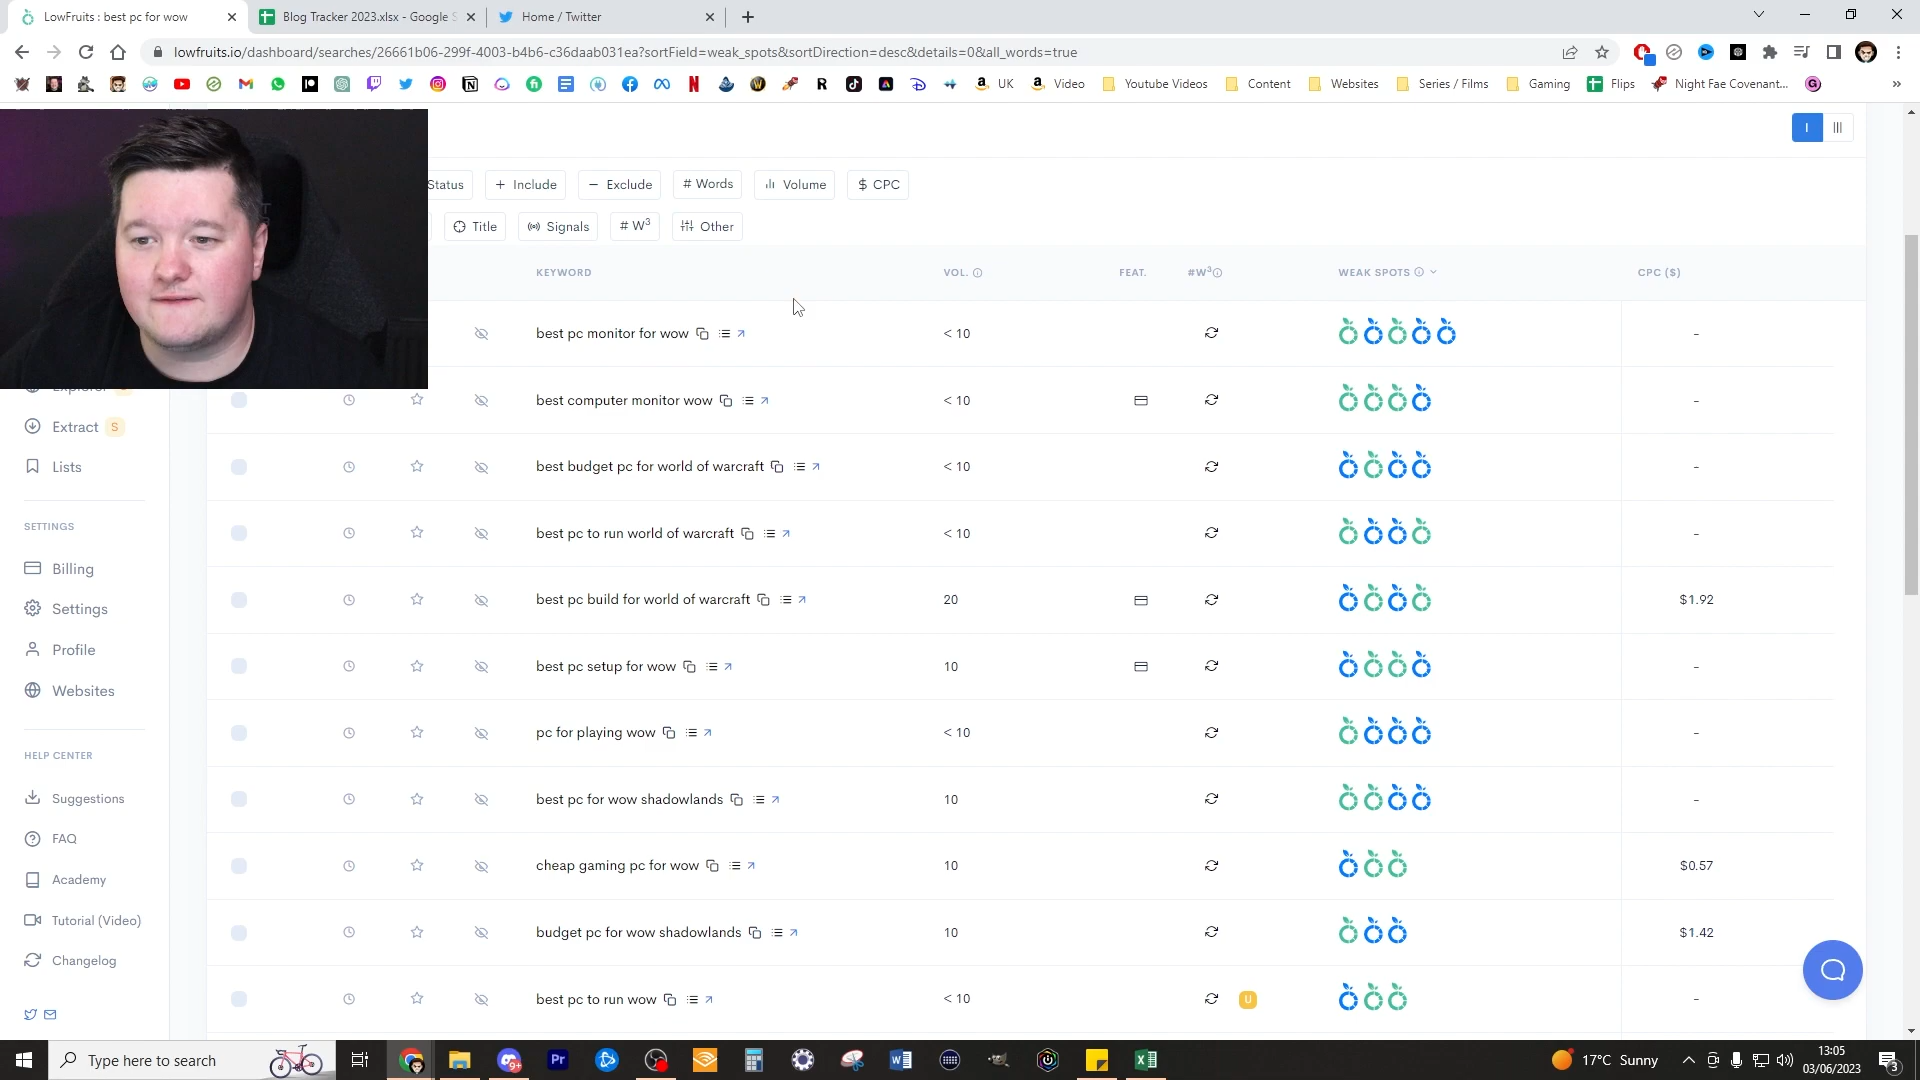 LowFruits : best pc for wow
Blog Tracker 2023.xlsx - Google S
Home / Twitter
lowfruits.io/dashboard/searches/26661b06-299f-4003-b4b6-c36daab031ea?sortField=weak_spots&sortDirection=desc&details=0&all_words=true
UK
Video
Youtube Videos
Content
Websites
Series / Films
Gaming
Flips
Night Fae Covenant...
Status
+ Include
− Exclude
# Words
Volume
$ CPC
Title
Signals
# W3
Other
KEYWORD
VOL.
FEAT.
#W3
WEAK SPOTS
CPC ($)
best pc monitor for wow
< 10
-
Explorer
best computer monitor wow
< 10
-
Extract S
best budget pc for world of warcraft
< 10
-
Lists
SETTINGS
best pc to run world of warcraft
< 10
-
Billing
best pc build for world of warcraft
20
$1.92
Settings
best pc setup for wow
10
-
Profile
Websites
pc for playing wow
< 10
-
HELP CENTER
best pc for wow shadowlands
10
-
Suggestions
FAQ
cheap gaming pc for wow
10
$0.57
Academy
Tutorial (Video)
budget pc for wow shadowlands
10
$1.42
Changelog
best pc to run wow
< 10
U
-
Type here to search
9+
Pr
17°C Sunny
13:05
03/06/2023
3